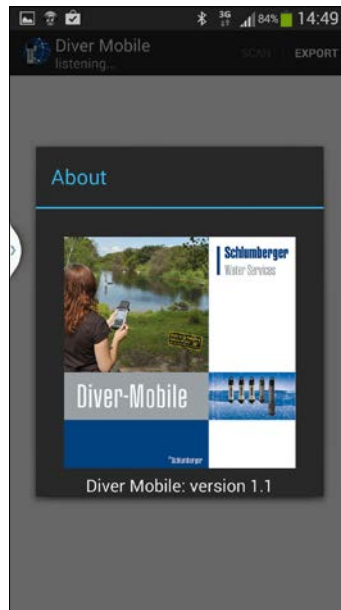 3G
84%
14:49
Diver Mobile
listening...
SCAN
EXPORT
About
Schlumberger
Water Services
Diver-Mobile
Schlumberger
Diver Mobile: version 1.1